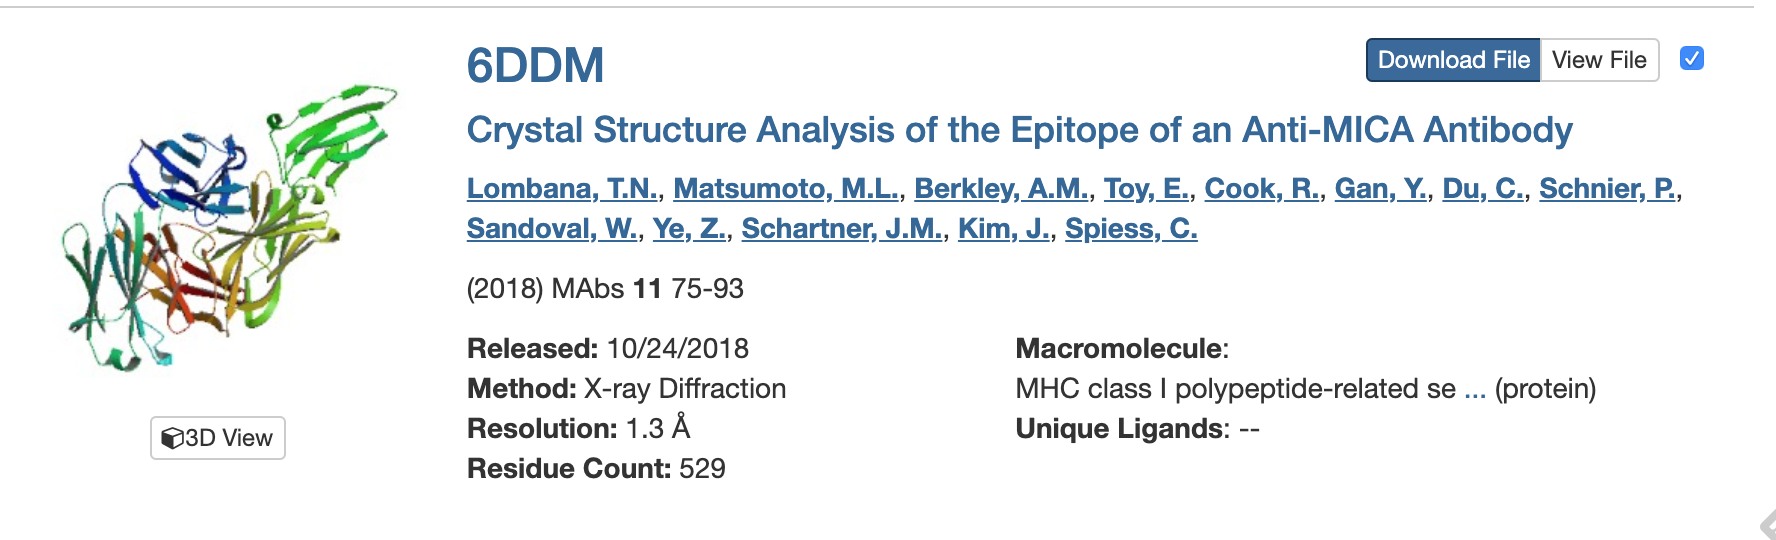 6DDM
Download File View File
Crystal Structure Analysis of the Epitope of an Anti-MICA Antibody
Lombana, T.N., Matsumoto, M.L., Berkley, A.M., Toy, E., Cook, R., Gan, Y., Du, C., Schnier, P.,
Sandoval, W., Ye, Z., Schartner, J.M., Kim, J., Spiess, C.
(2018) MAbs 11 75-93
Released: 10/24/2018
Method: X-ray Diffraction
Resolution: 1.3 Å
Residue Count: 529
Macromolecule:
MHC class I polypeptide-related se ... (protein)
Unique Ligands: --
3D View